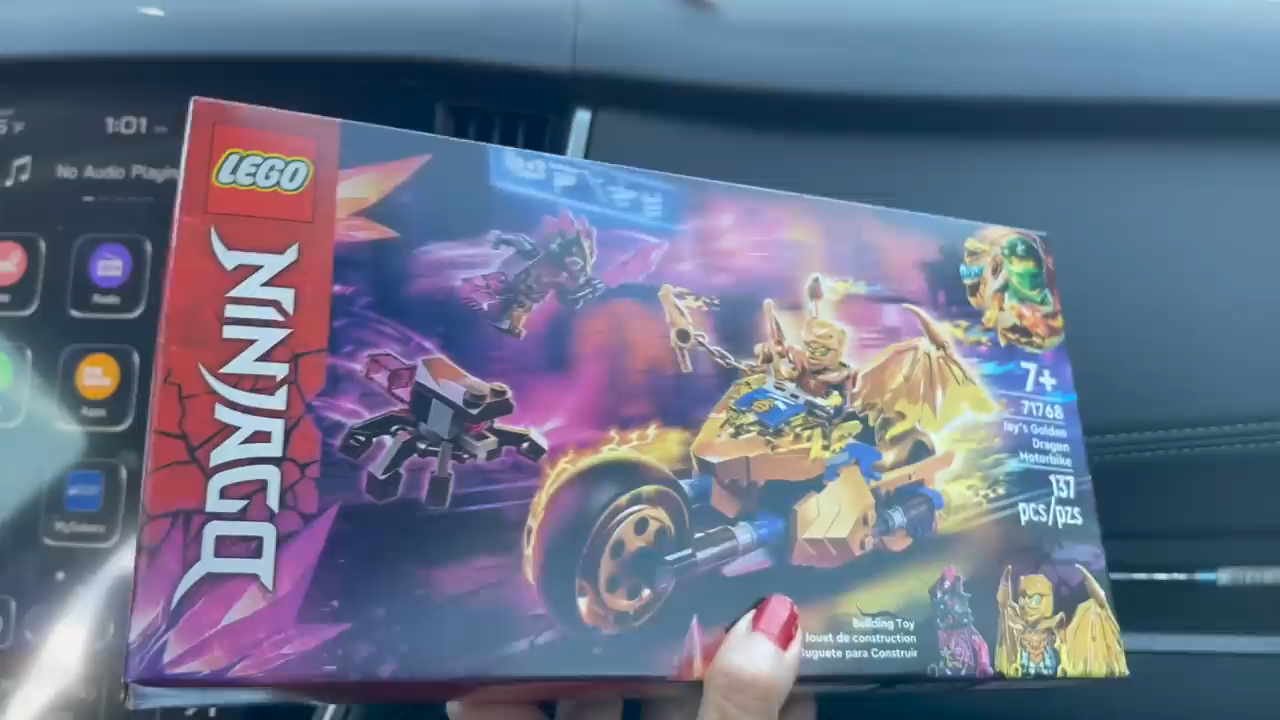 1:01
No Audio Playing
Radio
Apps
LEGO
NINJAGO
7+
71768
Jay's Golden
Dragon
Motorbike
137
pcs/pzs
Building Toy
Jouet de construction
Juguete para Construir